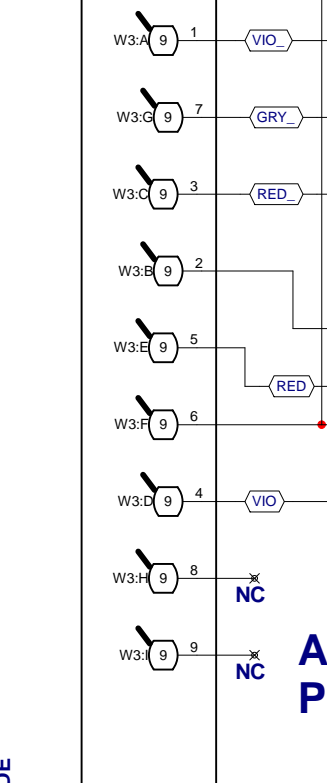 W3:A 9 1 VIO_
W3:G 9 7 GRY_
W3:C 9 3 RED_
W3:B 9 2
W3:E 9 5
RED
W3:F 9 6
W3:D 9 4 VIO
W3:H 9 8
NC
W3:I 9 9
NC
A
P
DE